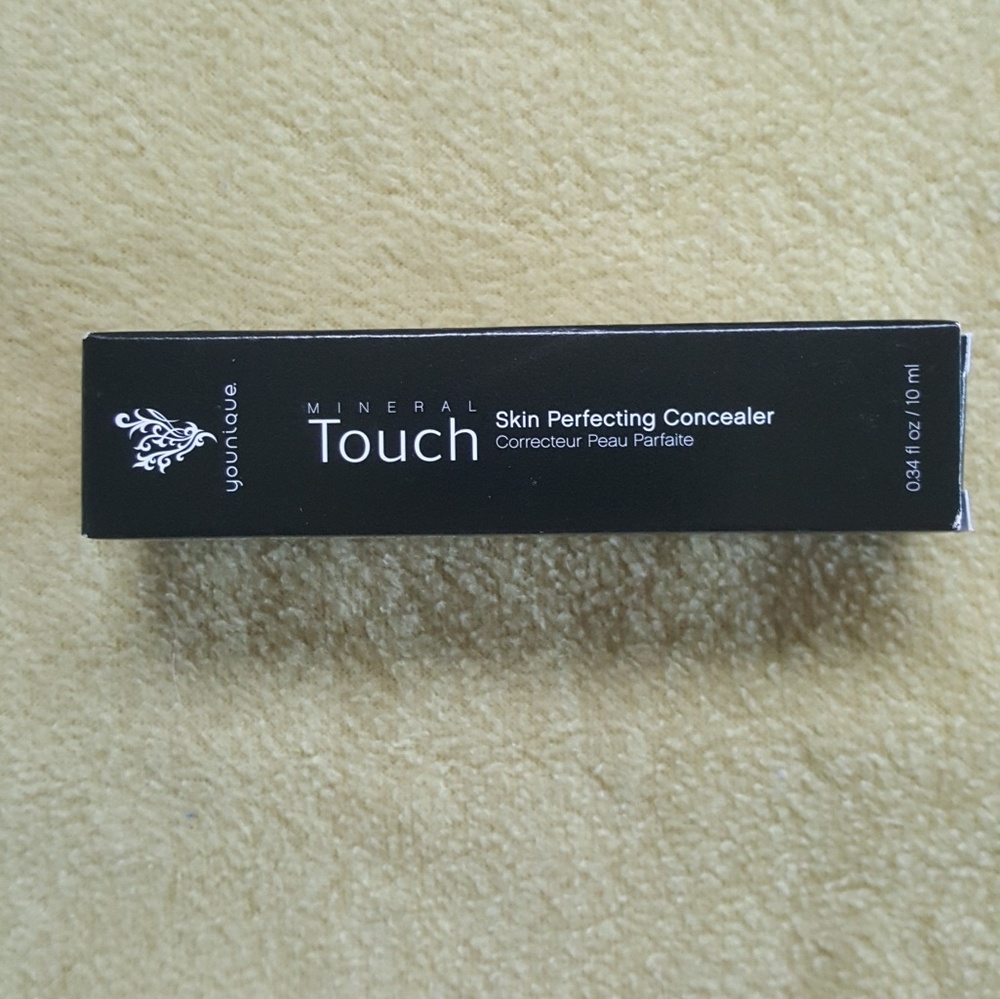 younique.
MINERAL
Touch
Skin Perfecting Concealer
Correcteur Peau Parfaite
0.34 fl oz / 10 ml